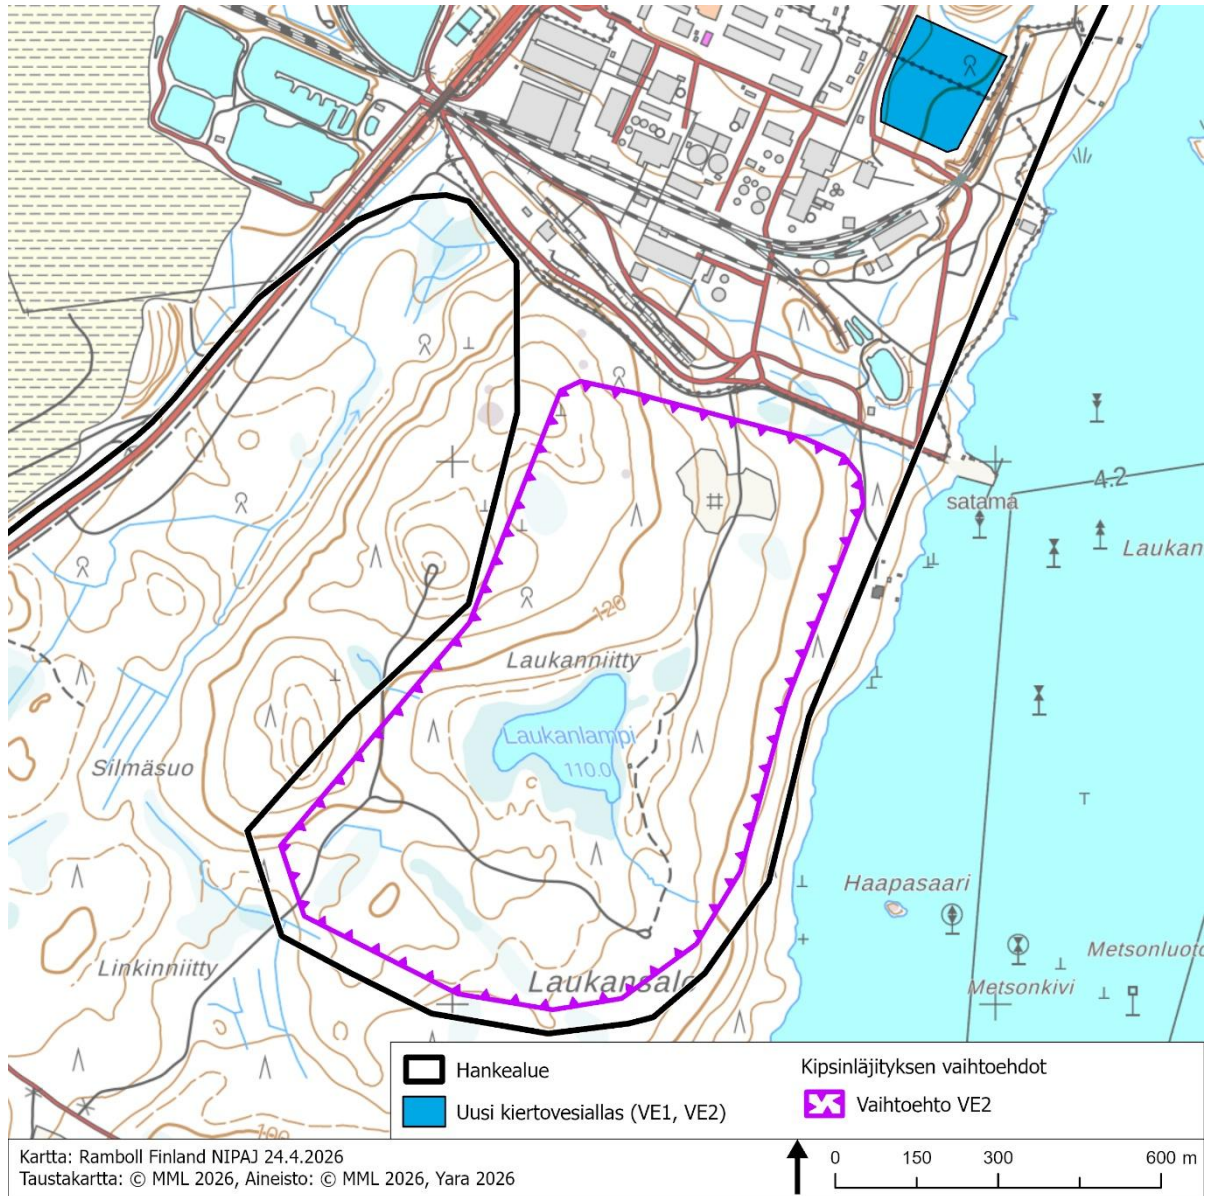 4.2
satama
Laukan
120
Laukanniitty
Laukanlampi
110.0
Silmäsuo
Haapasaari
Metsonluoto
Linkinniitty
Laukansalo
Metsonkivi
100
Hankealue
Uusi kiertovesiallas (VE1, VE2)
Kipsinläjityksen vaihtoehdot
Vaihtoehto VE2
Kartta: Ramboll Finland NIPAJ 24.4.2026
Taustakartta: © MML 2026, Aineisto: © MML 2026, Yara 2026
0 150 300 600 m